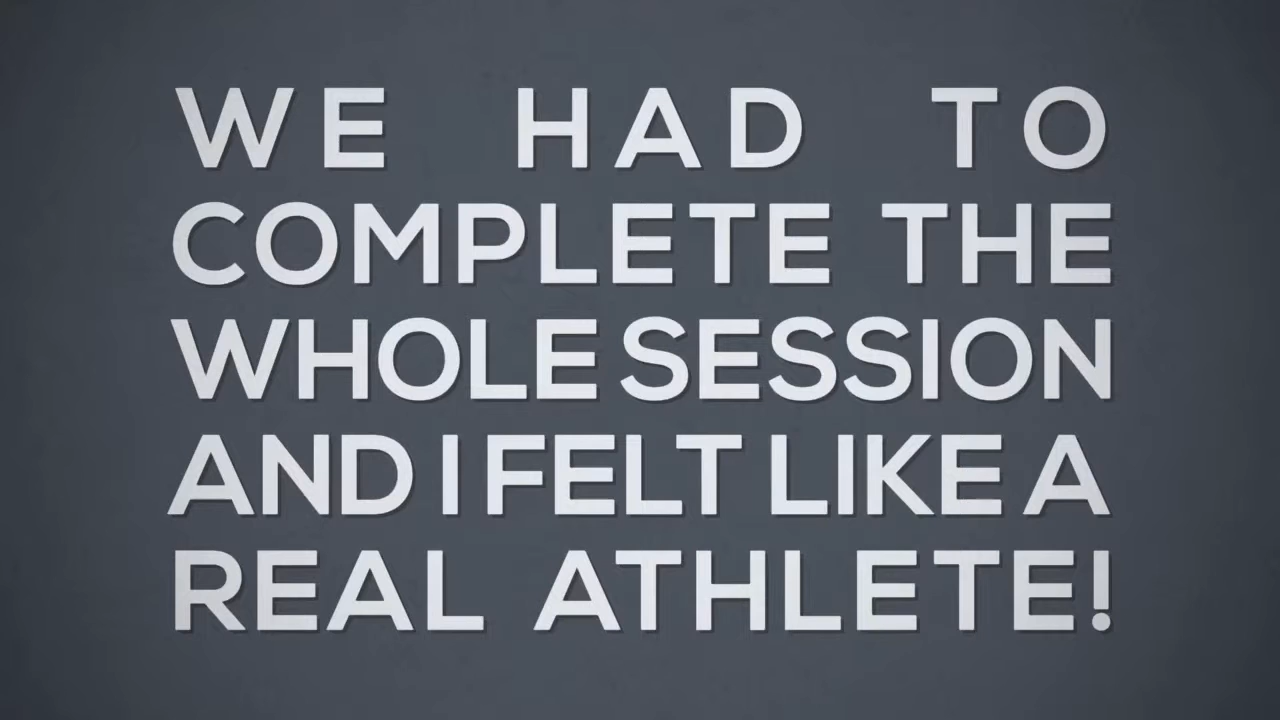 WE HAD TO
COMPLETE THE
WHOLE SESSION
AND I FELT LIKE A
REAL ATHLETE!